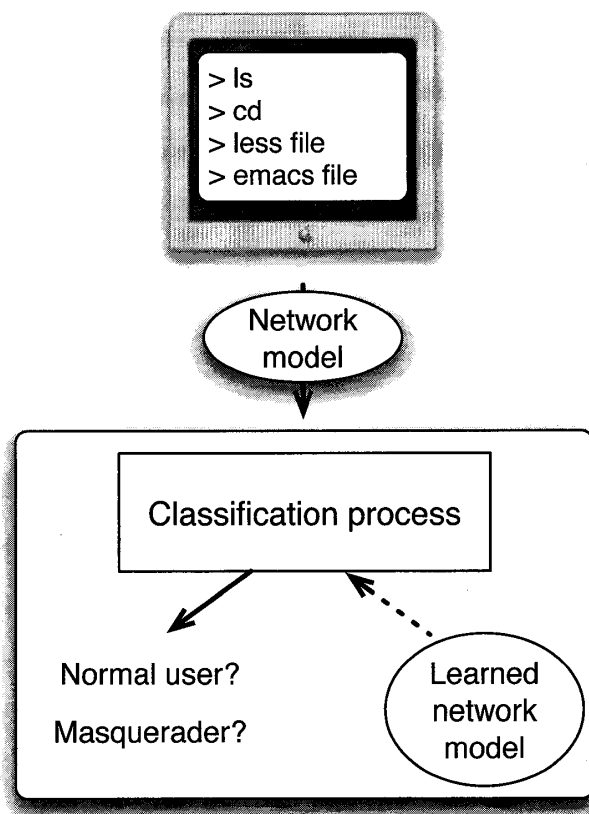 > ls
> cd
> less file
> emacs file
Network
model
Classification process
Normal user?
Masquerader?
Learned
network
model